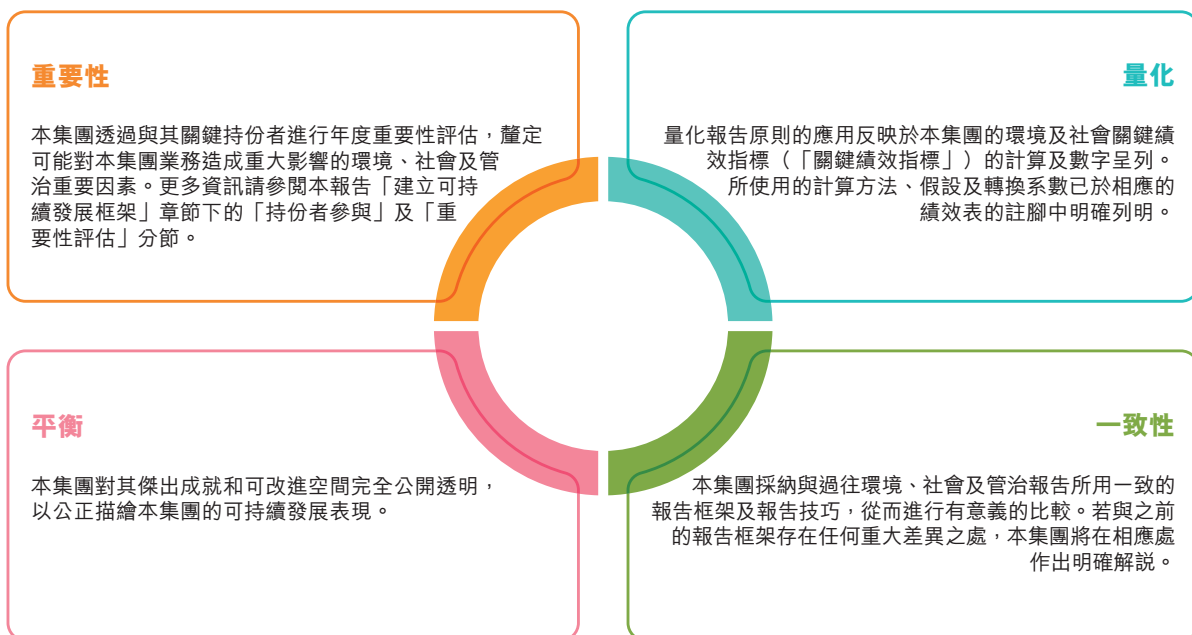 重要性
本集團透過與其關鍵持份者進行年度重要性評估，釐定
可能對本集團業務造成重大影響的環境、社會及管
治重要因素。更多資訊請參閱本報告「建立可持
續發展框架」章節下的「持份者參與」及「重
要性評估」分節。
量化
量化報告原則的應用反映於本集團的環境及社會關鍵績
效指標（「關鍵績效指標」）的計算及數字呈列。
所使用的計算方法、假設及轉換系數已於相應的
績效表的註腳中明確列明。
平衡
本集團對其傑出成就和可改進空間完全公開透明，
以公正描繪本集團的可持續發展表現。
一致性
本集團採納與過往環境、社會及管治報告所用一致的
報告框架及報告技巧，從而進行有意義的比較。若與之前
的報告框架存在任何重大差異之處，本集團將在相應處
作出明確解説。